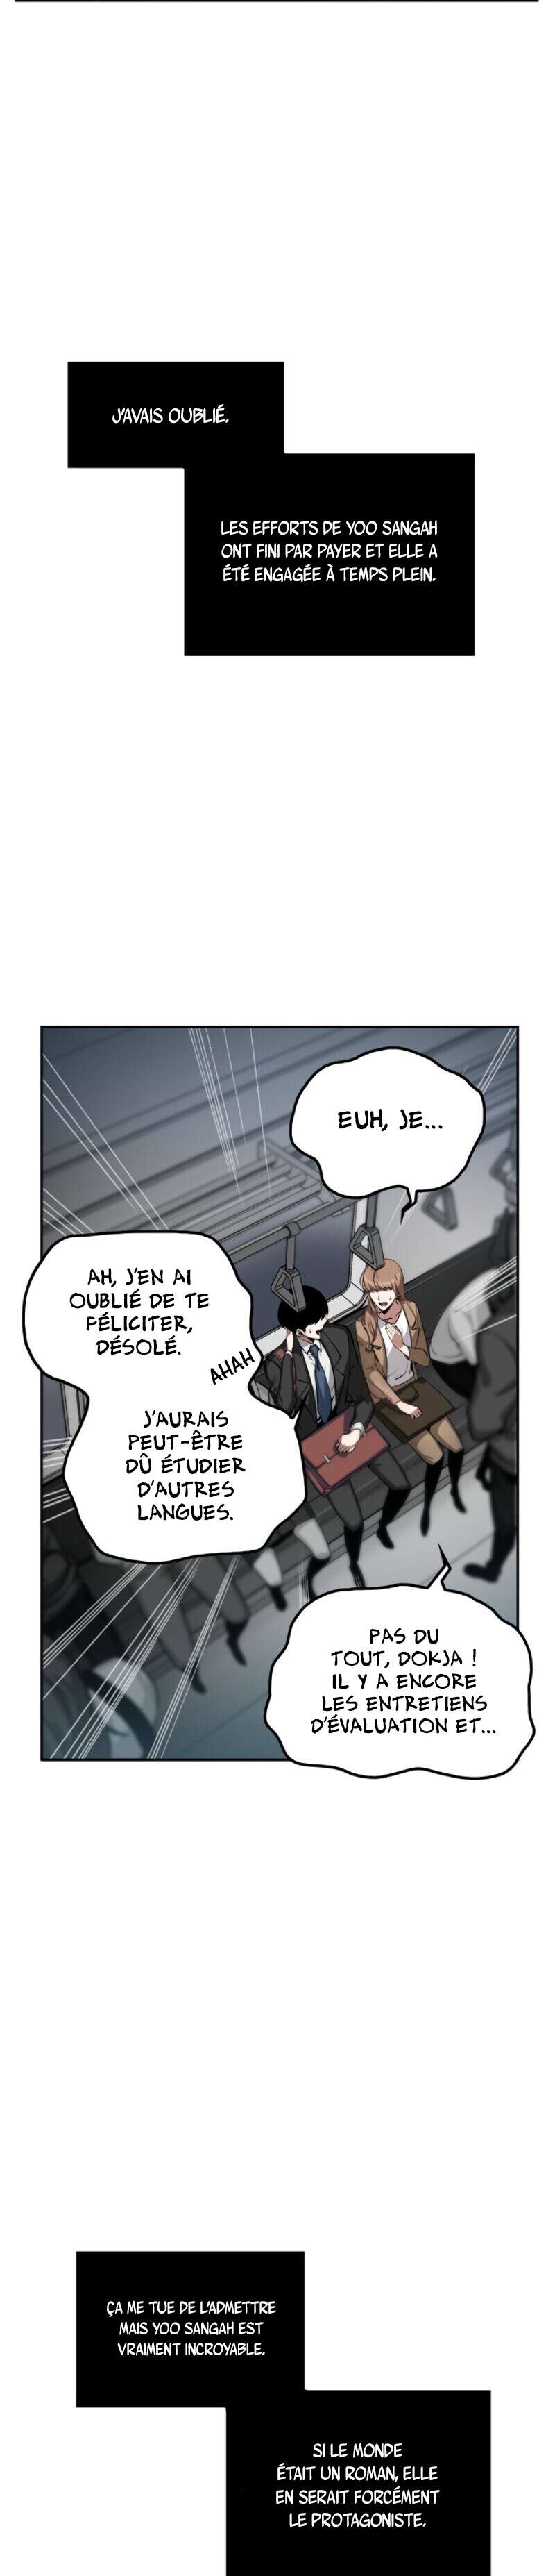 J'AVAIS OUBLIÉ.
LES EFFORTS DE YOO SANGAH
ONT FINI PAR PAYER ET ELLE A
ÉTÉ ENGAGÉE À TEMPS PLEIN.
EUH, JE...
AH, J'EN AI
OUBLIÉ DE TE
FÉLICITER,
DÉSOLÉ.
AHAH
J'AURAIS
PEUT-ÊTRE
DÛ ÉTUDIER
D'AUTRES
LANGUES.
PAS DU
TOUT, DOKJA !
IL Y A ENCORE
LES ENTRETIENS
D'ÉVALUATION ET...
ÇA ME TUE DE L'ADMETTRE
MAIS YOO SANGAH EST
VRAIMENT INCROYABLE.
SI LE MONDE
ÉTAIT UN ROMAN, ELLE
EN SERAIT FORCÉMENT
LE PROTAGONISTE.